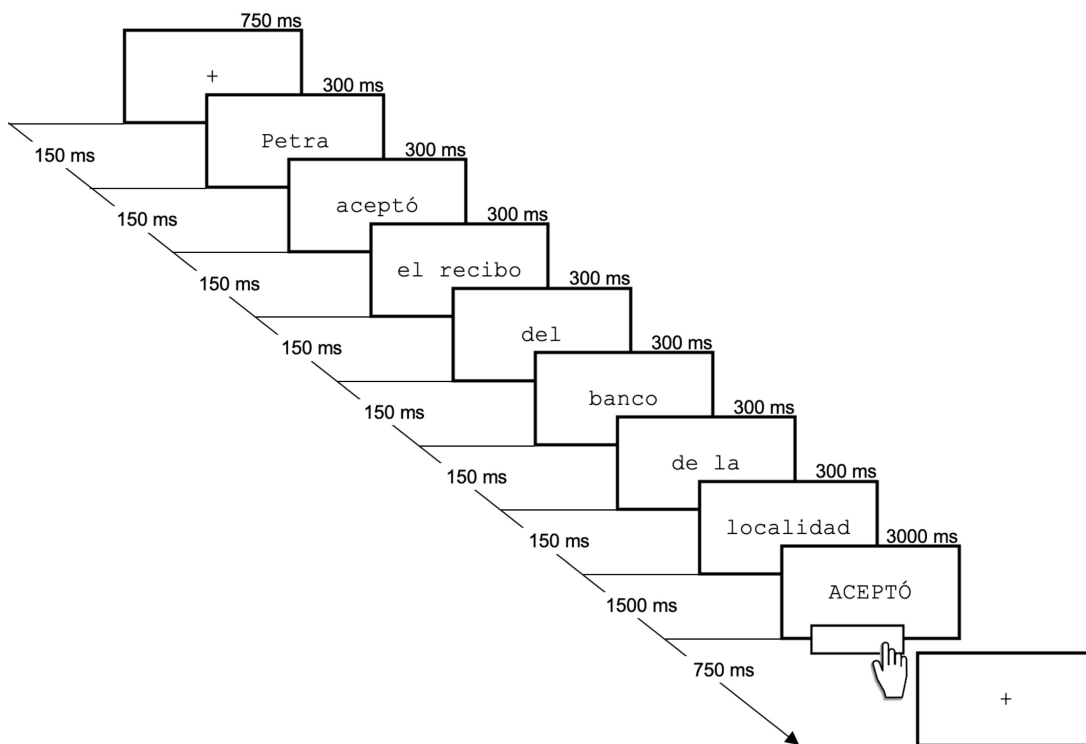 750 ms
+
300 ms
Petra
150 ms
300 ms
aceptó
150 ms
300 ms
el recibo
150 ms
300 ms
del
150 ms
300 ms
banco
150 ms
300 ms
de la
150 ms
300 ms
localidad
150 ms
3000 ms
ACEPTÓ
1500 ms
750 ms
+